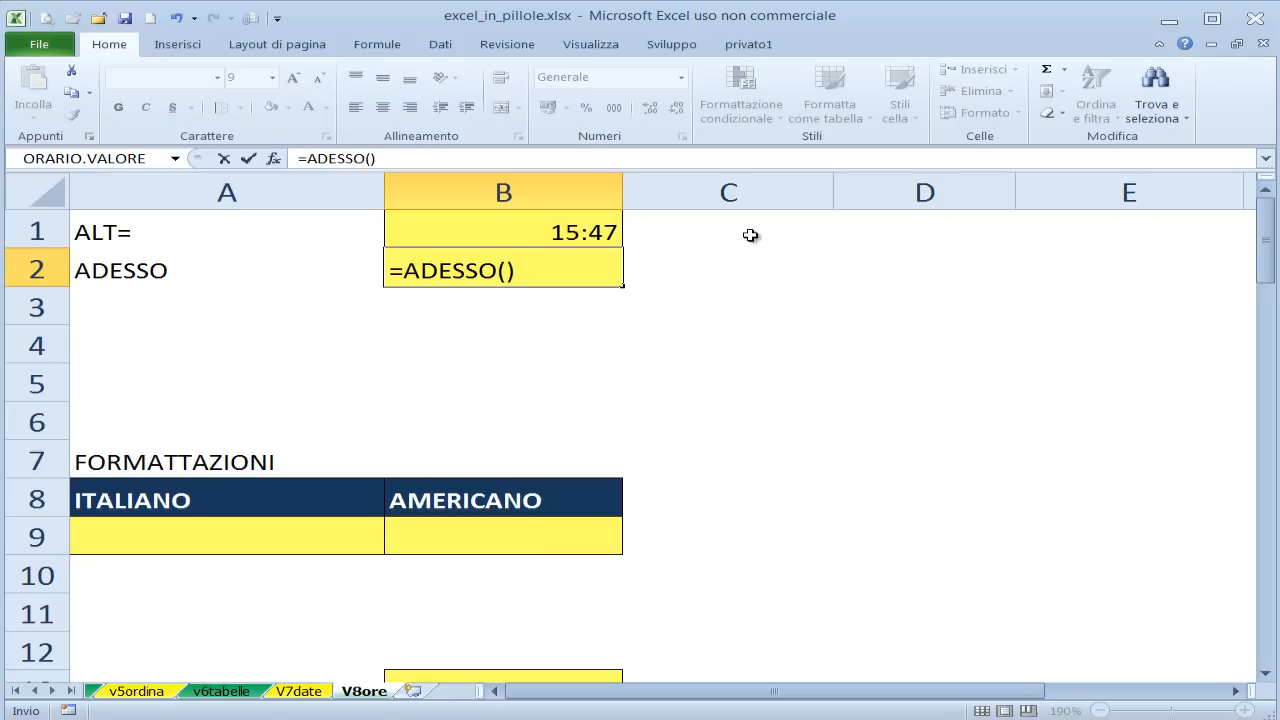 excel_in_pillole.xlsx - Microsoft Excel uso non commerciale
File Home Inserisci Layout di pagina Formule Dati Revisione Visualizza Sviluppo privato1
9 Generale Inserisci
Elimina
Formato
Incolla G C S A % 000 Formattazione condizionale Formatta come tabella Stili cella Ordina e filtra Trova e seleziona
Appunti Carattere Allineamento Numeri Stili Celle Modifica
ORARIO.VALORE =ADESSO()
A B C D E
1 ALT= 15:47
2 ADESSO =ADESSO()
3
4
5
6
7 FORMATTAZIONI
8 ITALIANO AMERICANO
9
10
11
12
v5ordina v6tabelle V7date V8ore
Invio 190%